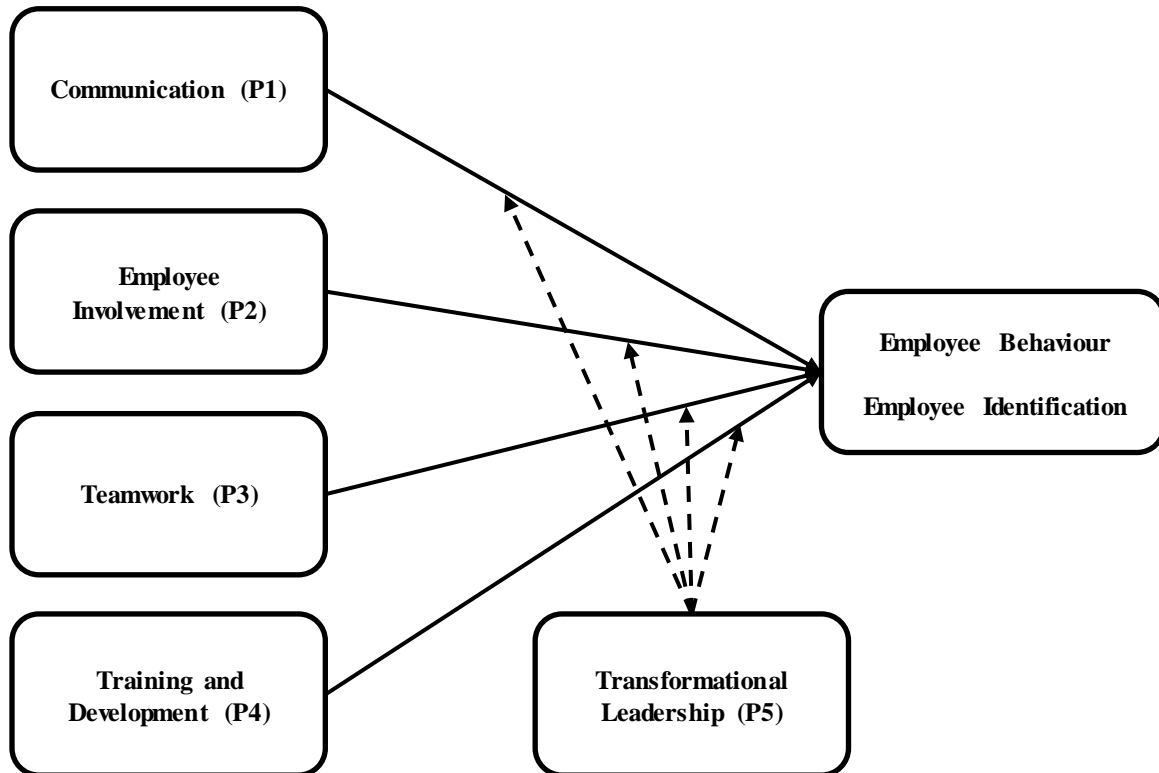 Communication (P1)
Employee
Involvement (P2)
Teamwork (P3)
Training and
Development (P4)
Employee Behaviour
Employee Identification
Transformational
Leadership (P5)